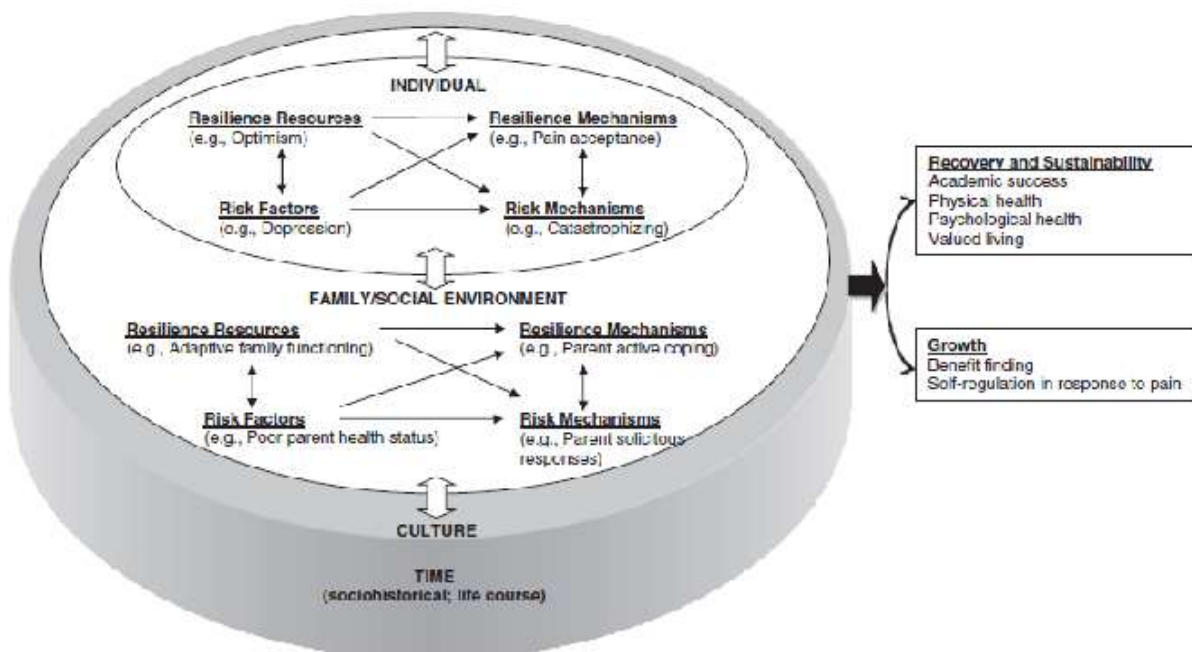 INDIVIDUAL
Resilience Resources
(e.g., Optimism)
Resilience Mechanisms
(e.g., Pain acceptance)
Risk Factors
(e.g., Depression)
Risk Mechanisms
(e.g., Catastrophizing)
FAMILY/SOCIAL ENVIRONMENT
Resilience Resources
(e.g., Adaptive family functioning)
Resilience Mechanisms
(e.g., Parent active coping)
Risk Factors
(e.g., Poor parent health status)
Risk Mechanisms
(e.g., Parent solicitous
responses)
CULTURE
TIME
(sociohistorical; life course)
Recovery and Sustainability
Academic success
Physical health
Psychological health
Valued living
Growth
Benefit finding
Self-regulation in response to pain